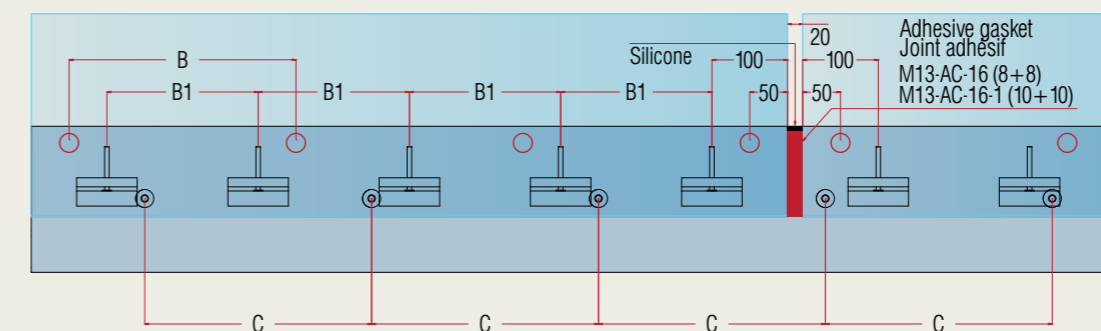 Adhesive gasket
Joint adhésif
M13-AC-16 (8+8)
M13-AC-16-1 (10+10)
20
Silicone
100
100
B
B1
B1
B1
B1
50
50
C
C
C
C